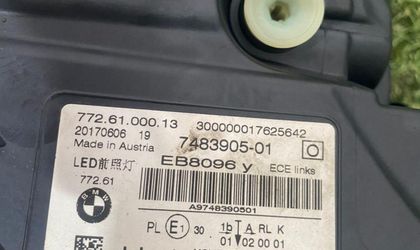 772.61.000.13 300000017625642
20170606 19 7483905-01
Made in Austria EB8096 y ECE links
LED前照灯
772.61
BMW A9748390501
PL E1 30 1b A RL K
01 02 00 01